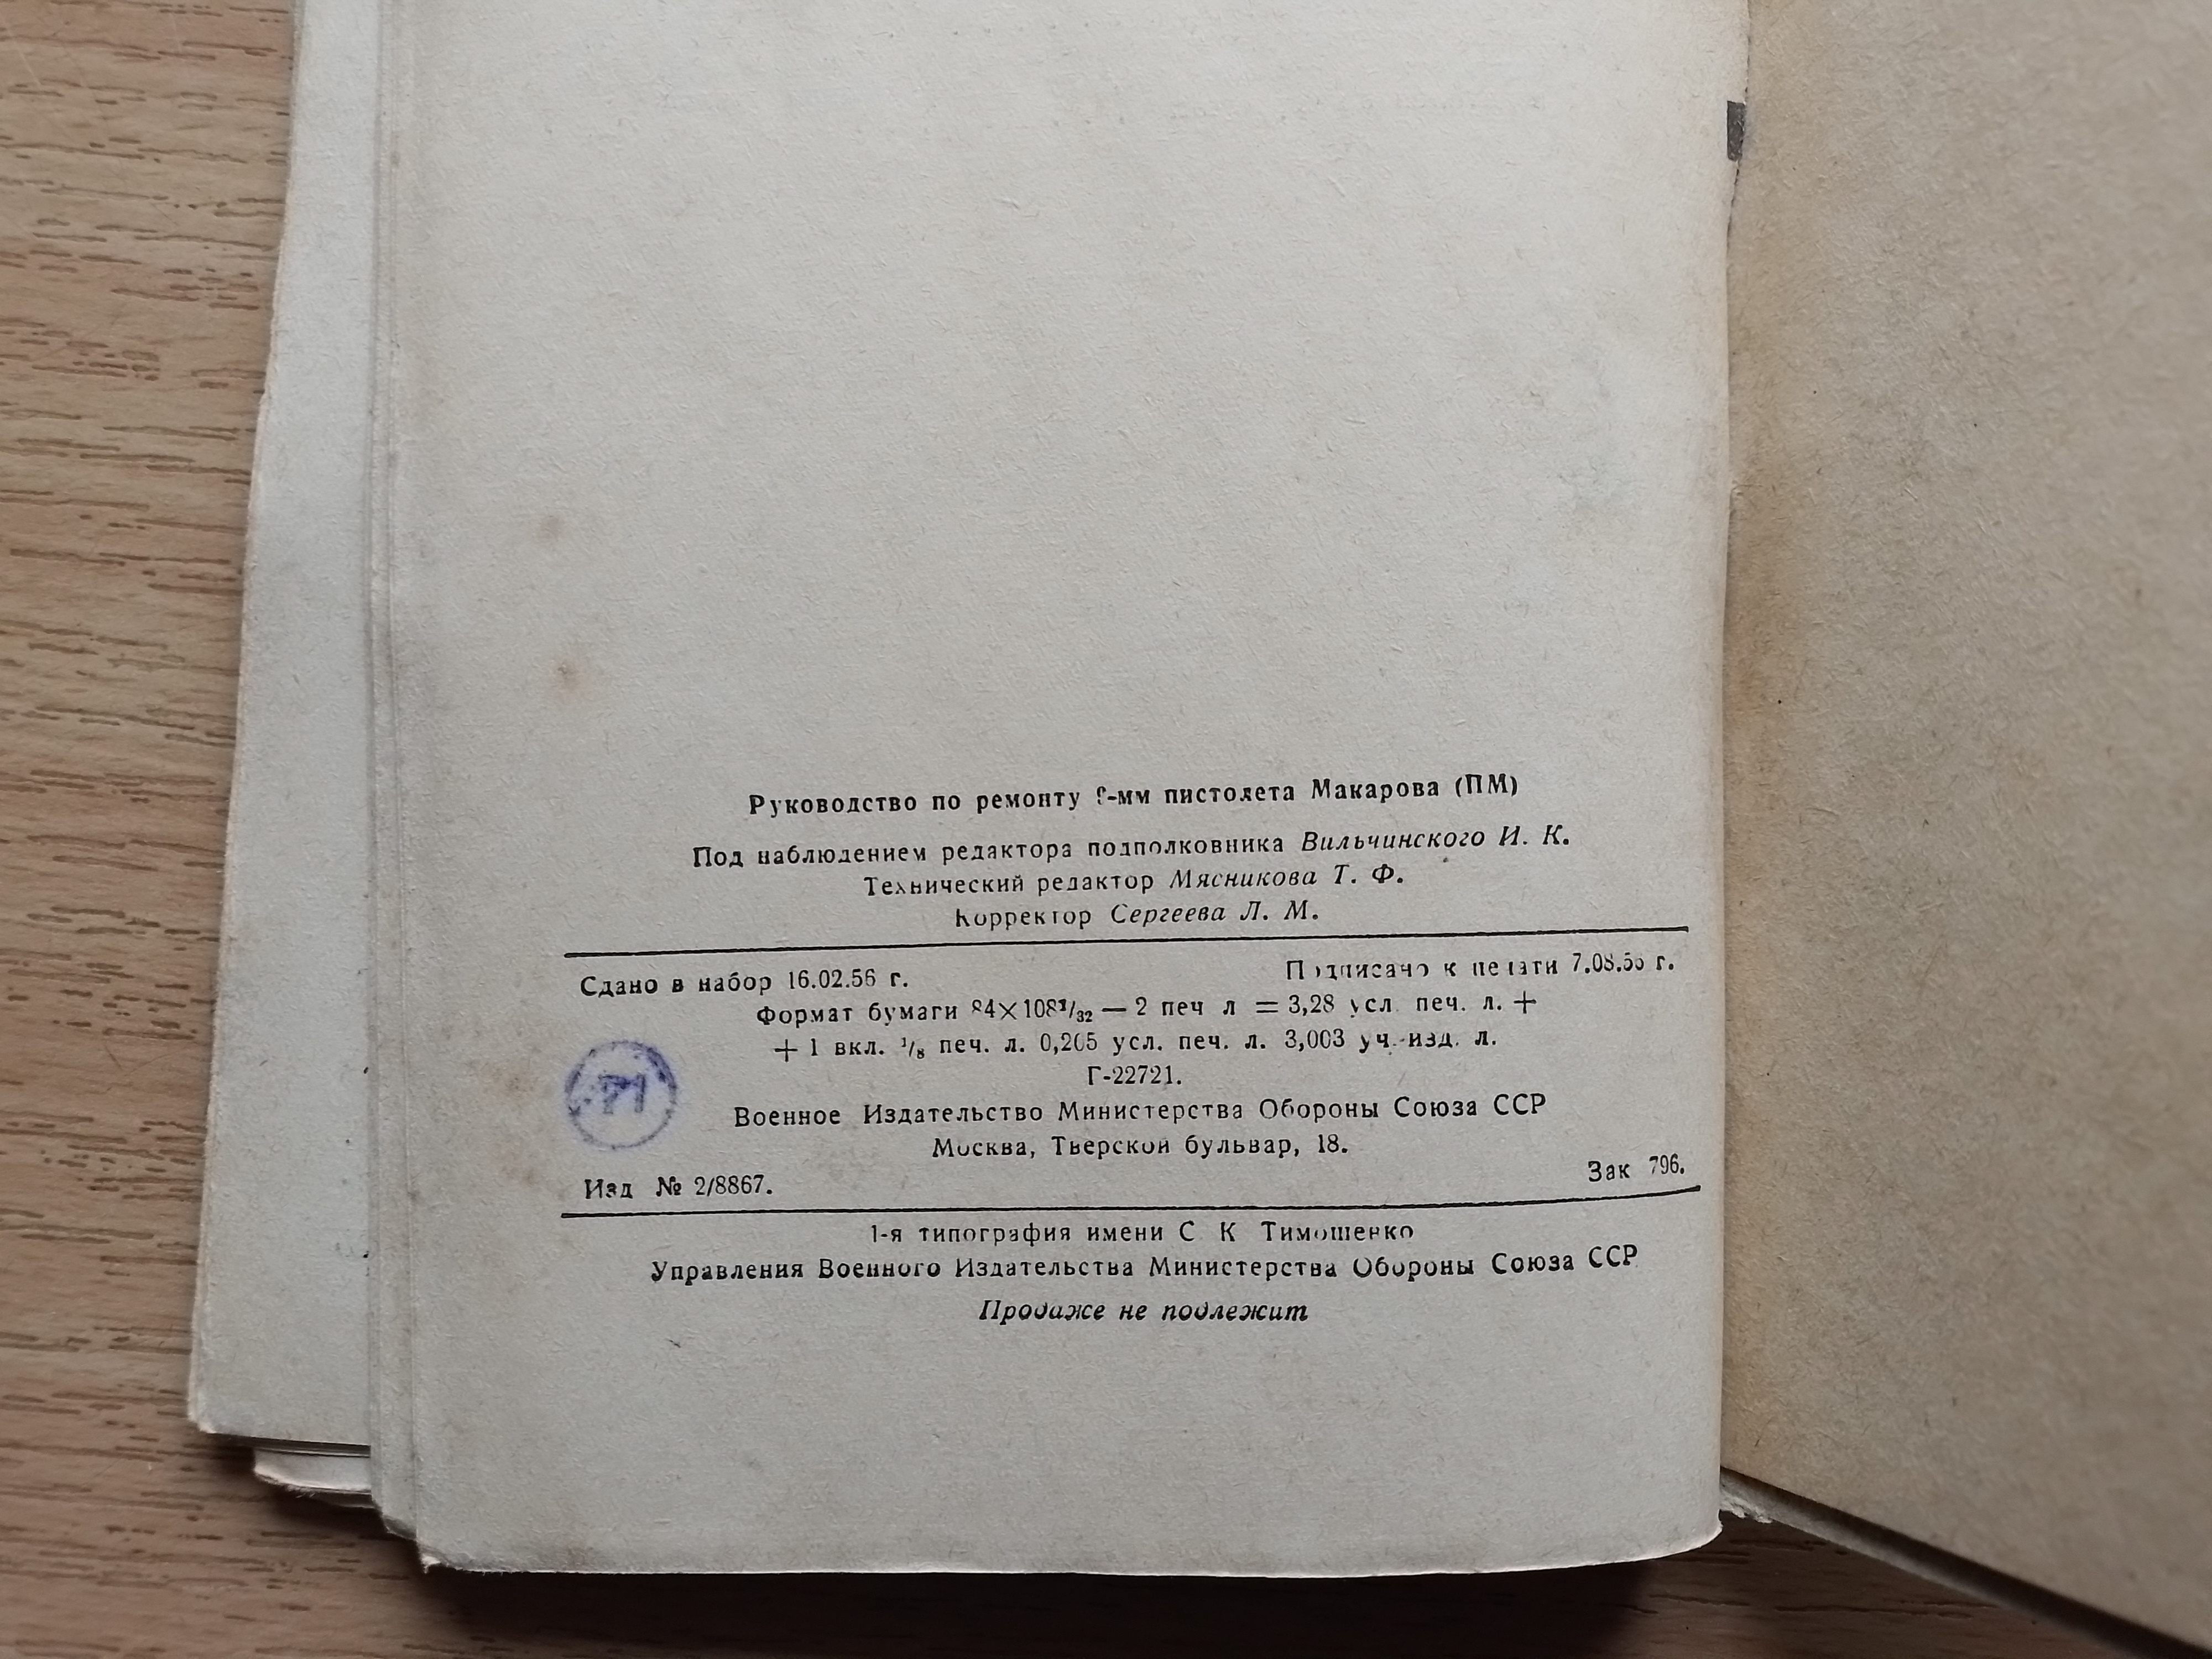 Руководство по ремонту 9-мм пистолета Макарова (ПМ)
Под наблюдением редактора подполковника Вильчинского И. К.
Технический редактор Мясникова Т. Ф.
Корректор Сергеева Л. М.
Сдано в набор 16.02.56 г. Подписано к печати 7.08.56 г.
Формат бумаги 84×108¹/₃₂ — 2 печ л = 3,28 усл. печ. л. +
+ 1 вкл. ¹/₈ печ. л. 0,205 усл. печ. л. 3,003 уч.-изд. л.
Г-22721.
Военное Издательство Министерства Обороны Союза ССР
Москва, Тверской бульвар, 18.
Изд № 2/8867. Зак 796.
1-я типография имени С К Тимошенко
Управления Военного Издательства Министерства Обороны Союза ССР
Продаже не подлежит